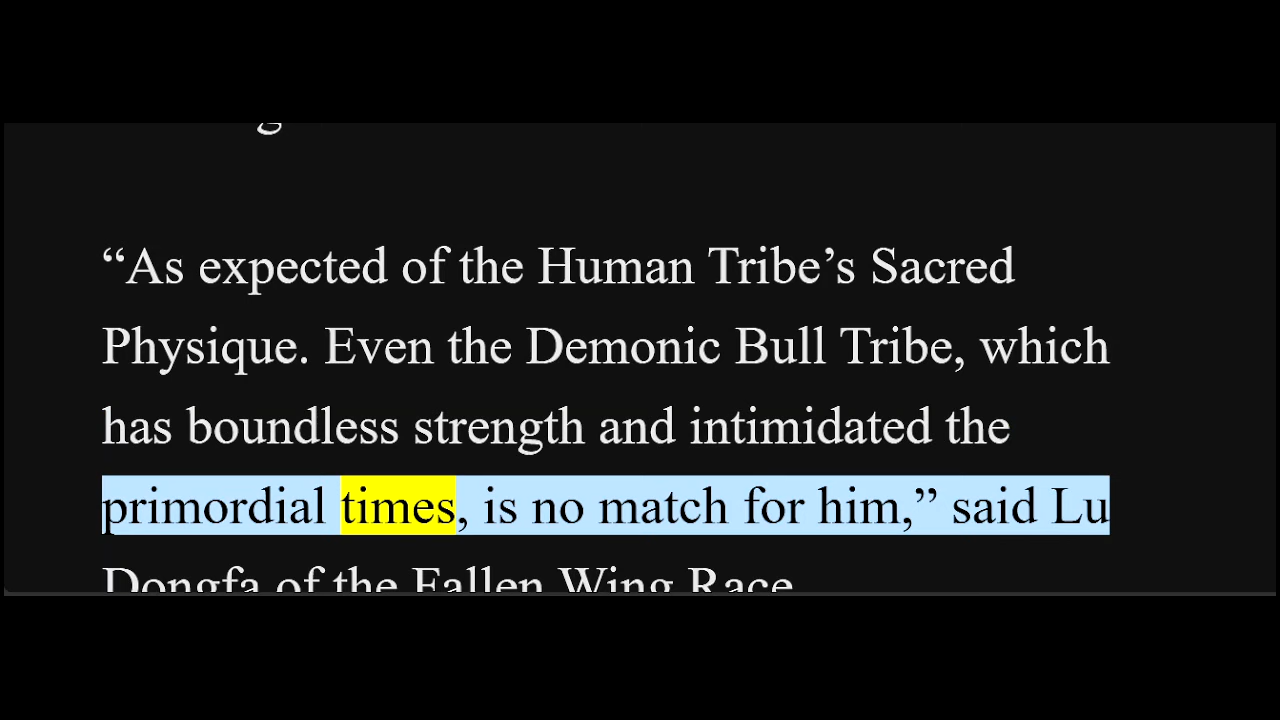 “As expected of the Human Tribe’s Sacred
Physique. Even the Demonic Bull Tribe, which
has boundless strength and intimidated the
primordial times, is no match for him,” said Lu
Dongfa of the Fallen Wing Race.